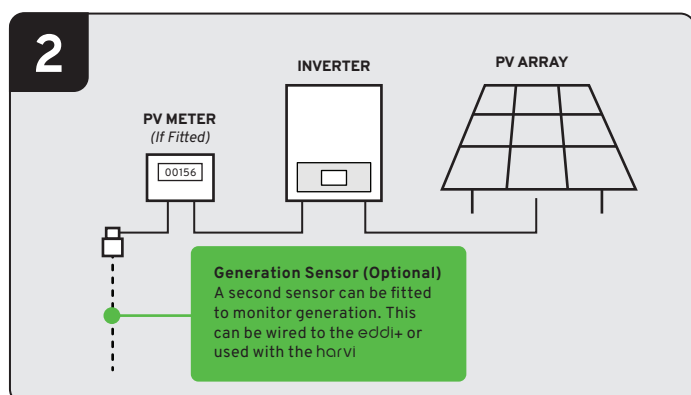 2
INVERTER
PV ARRAY
PV METER
(If Fitted)
00156
Generation Sensor (Optional)
A second sensor can be fitted
to monitor generation. This
can be wired to the eddi+ or
used with the harvi